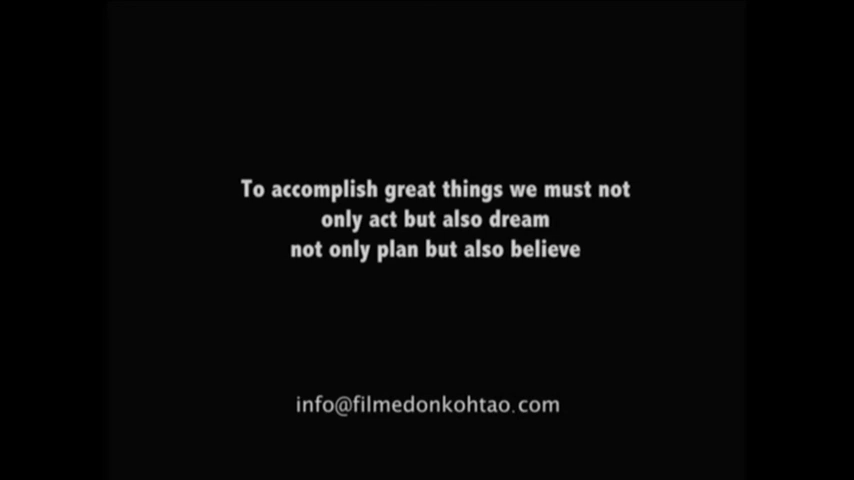 To accomplish great things we must not
only act but also dream
not only plan but also believe
info@filmedonkohtao.com